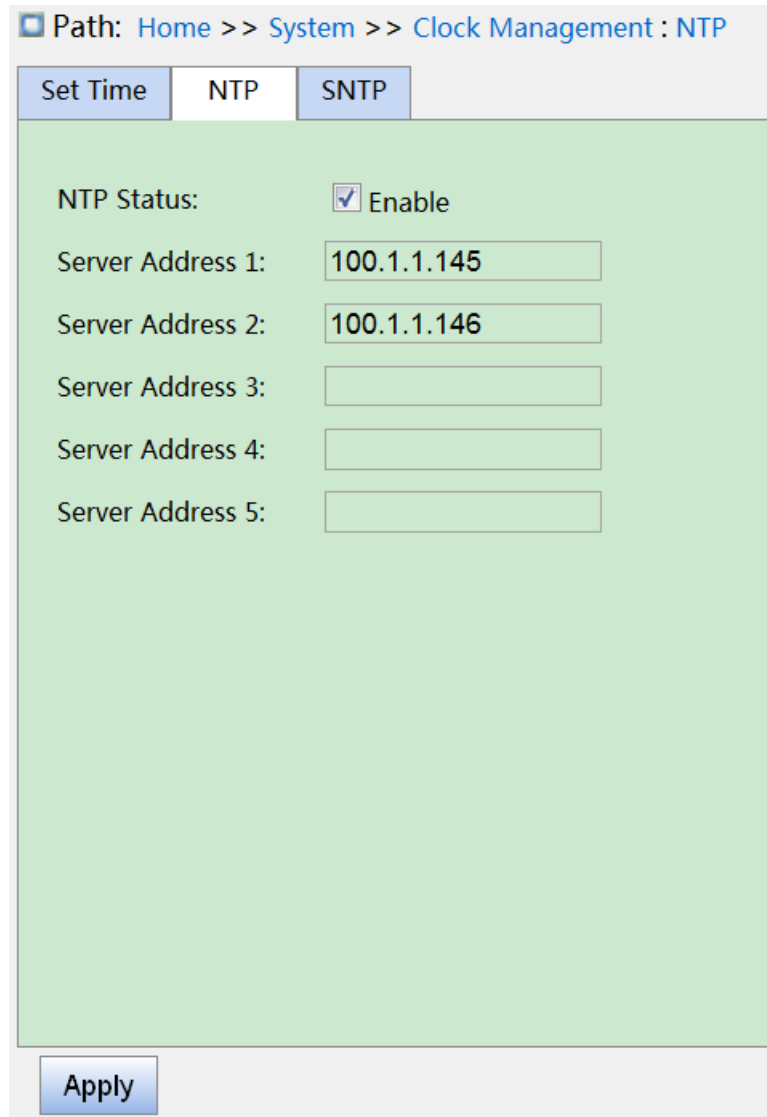 Path: Home >> System >> Clock Management : NTP
Set Time NTP SNTP
NTP Status: Enable
Server Address 1: 100.1.1.145
Server Address 2: 100.1.1.146
Server Address 3:
Server Address 4:
Server Address 5:
Apply